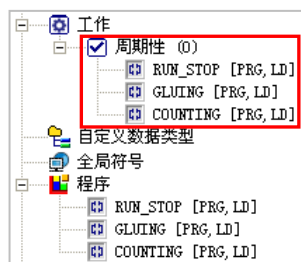 工作
周期性 (0)
RUN_STOP [PRG,LD]
GLUING [PRG,LD]
COUNTING [PRG,LD]
自定义数据类型
全局符号
程序
RUN_STOP [PRG,LD]
GLUING [PRG,LD]
COUNTING [PRG,LD]